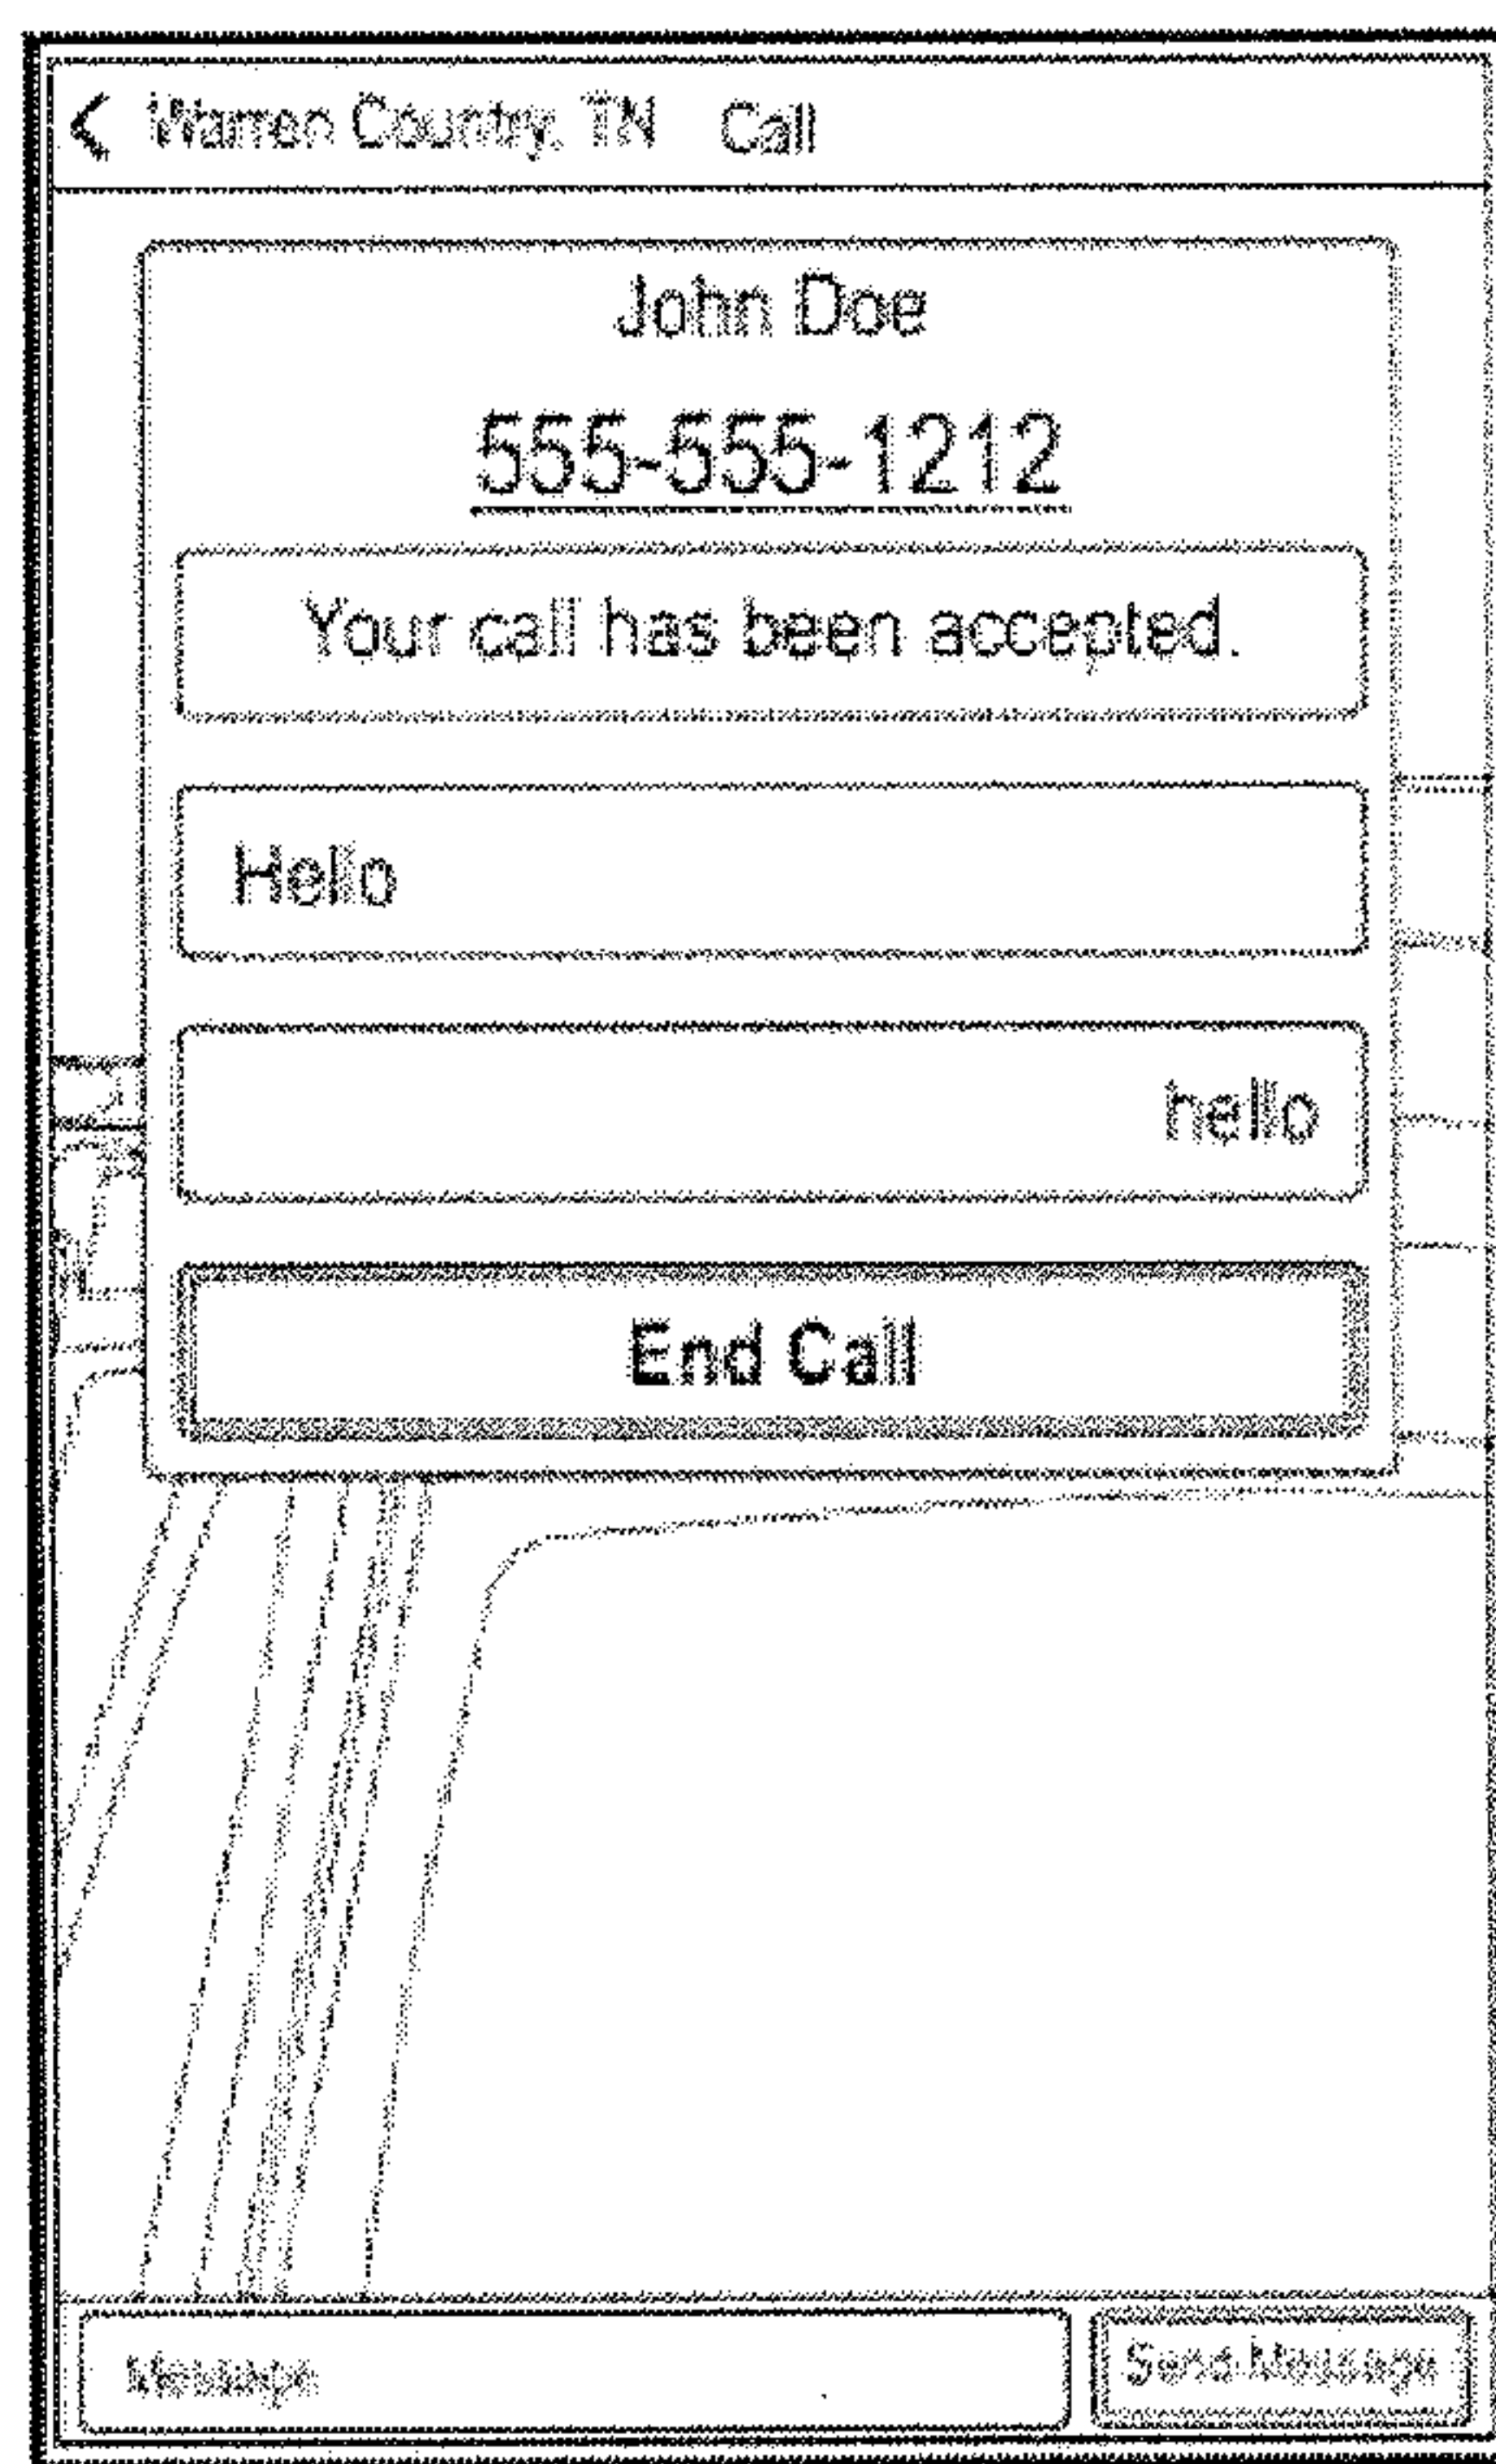 < Warren Country, TN Call
John Doe
555-555-1212
Your call has been accepted.
Hello
hello
End Call
Message Send Message